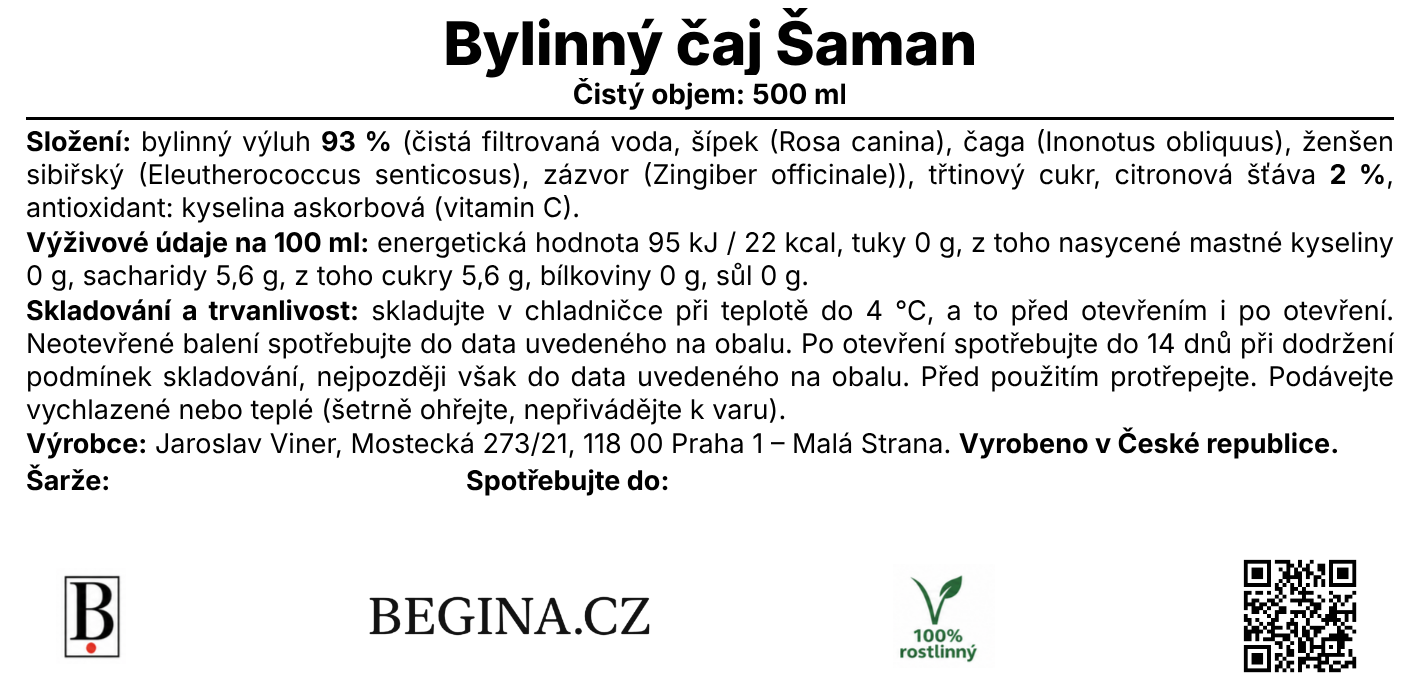 Bylinný čaj Šaman
Čistý objem: 500 ml
Složení: bylinný výluh 93 % (čistá filtrovaná voda, šípek (Rosa canina), čaga (Inonotus obliquus), ženšen
sibiřský (Eleutherococcus senticosus), zázvor (Zingiber officinale)), třtinový cukr, citronová šťáva 2 %,
antioxidant: kyselina askorbová (vitamin C).
Výživové údaje na 100 ml: energetická hodnota 95 kJ / 22 kcal, tuky 0 g, z toho nasycené mastné kyseliny
0 g, sacharidy 5,6 g, z toho cukry 5,6 g, bílkoviny 0 g, sůl 0 g.
Skladování a trvanlivost: skladujte v chladničce při teplotě do 4 °C, a to před otevřením i po otevření.
Neotevřené balení spotřebujte do data uvedeného na obalu. Po otevření spotřebujte do 14 dnů při dodržení
podmínek skladování, nejpozději však do data uvedeného na obalu. Před použitím protřepejte. Podávejte
vychlazené nebo teplé (šetrně ohřejte, nepřivádějte k varu).
Výrobce: Jaroslav Viner, Mostecká 273/21, 118 00 Praha 1 – Malá Strana. Vyrobeno v České republice.
Šarže: Spotřebujte do:
B
BEGINA.CZ
100%
rostlinný